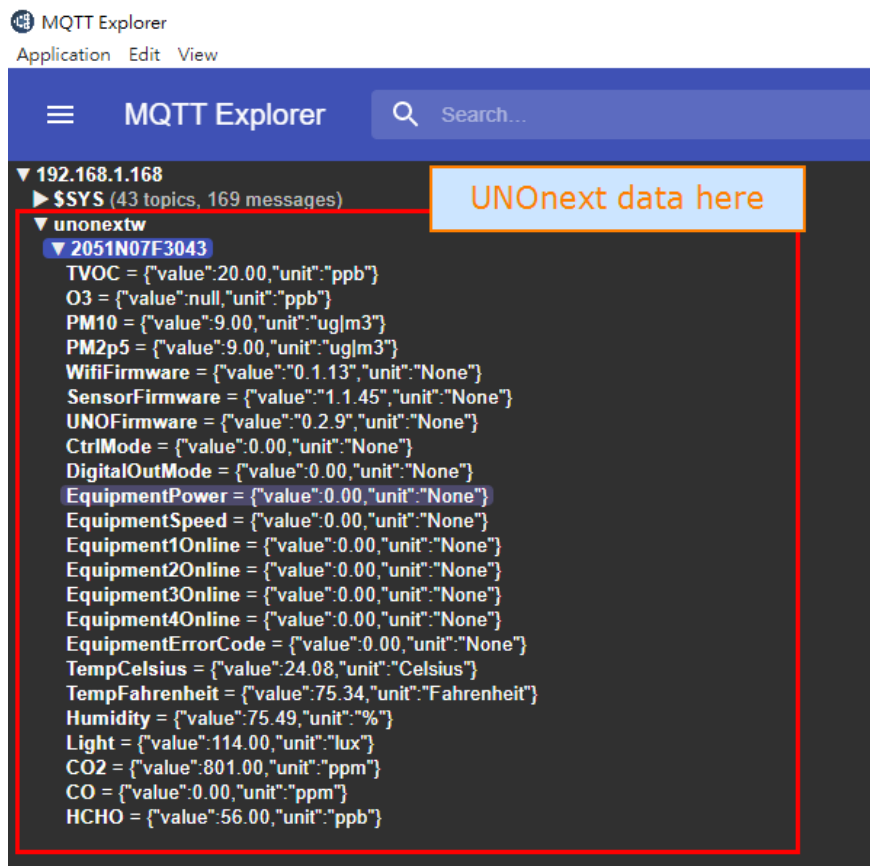 MQTT Explorer
Application Edit View
MQTT Explorer
Search...
▼ 192.168.1.168
▶ $SYS (43 topics, 169 messages)
UNOnext data here
▼ unonextw
▼ 2051N07F3043
TVOC = {"value":20.00,"unit":"ppb"}
O3 = {"value":null,"unit":"ppb"}
PM10 = {"value":9.00,"unit":"ug|m3"}
PM2p5 = {"value":9.00,"unit":"ug|m3"}
WifiFirmware = {"value":"0.1.13","unit":"None"}
SensorFirmware = {"value":"1.1.45","unit":"None"}
UNOFirmware = {"value":"0.2.9","unit":"None"}
CtrlMode = {"value":0.00,"unit":"None"}
DigitalOutMode = {"value":0.00,"unit":"None"}
EquipmentPower = {"value":0.00,"unit":"None"}
EquipmentSpeed = {"value":0.00,"unit":"None"}
Equipment1Online = {"value":0.00,"unit":"None"}
Equipment2Online = {"value":0.00,"unit":"None"}
Equipment3Online = {"value":0.00,"unit":"None"}
Equipment4Online = {"value":0.00,"unit":"None"}
EquipmentErrorCode = {"value":0.00,"unit":"None"}
TempCelsius = {"value":24.08,"unit":"Celsius"}
TempFahrenheit = {"value":75.34,"unit":"Fahrenheit"}
Humidity = {"value":75.49,"unit":"%"}
Light = {"value":114.00,"unit":"lux"}
CO2 = {"value":801.00,"unit":"ppm"}
CO = {"value":0.00,"unit":"ppm"}
HCHO = {"value":56.00,"unit":"ppb"}